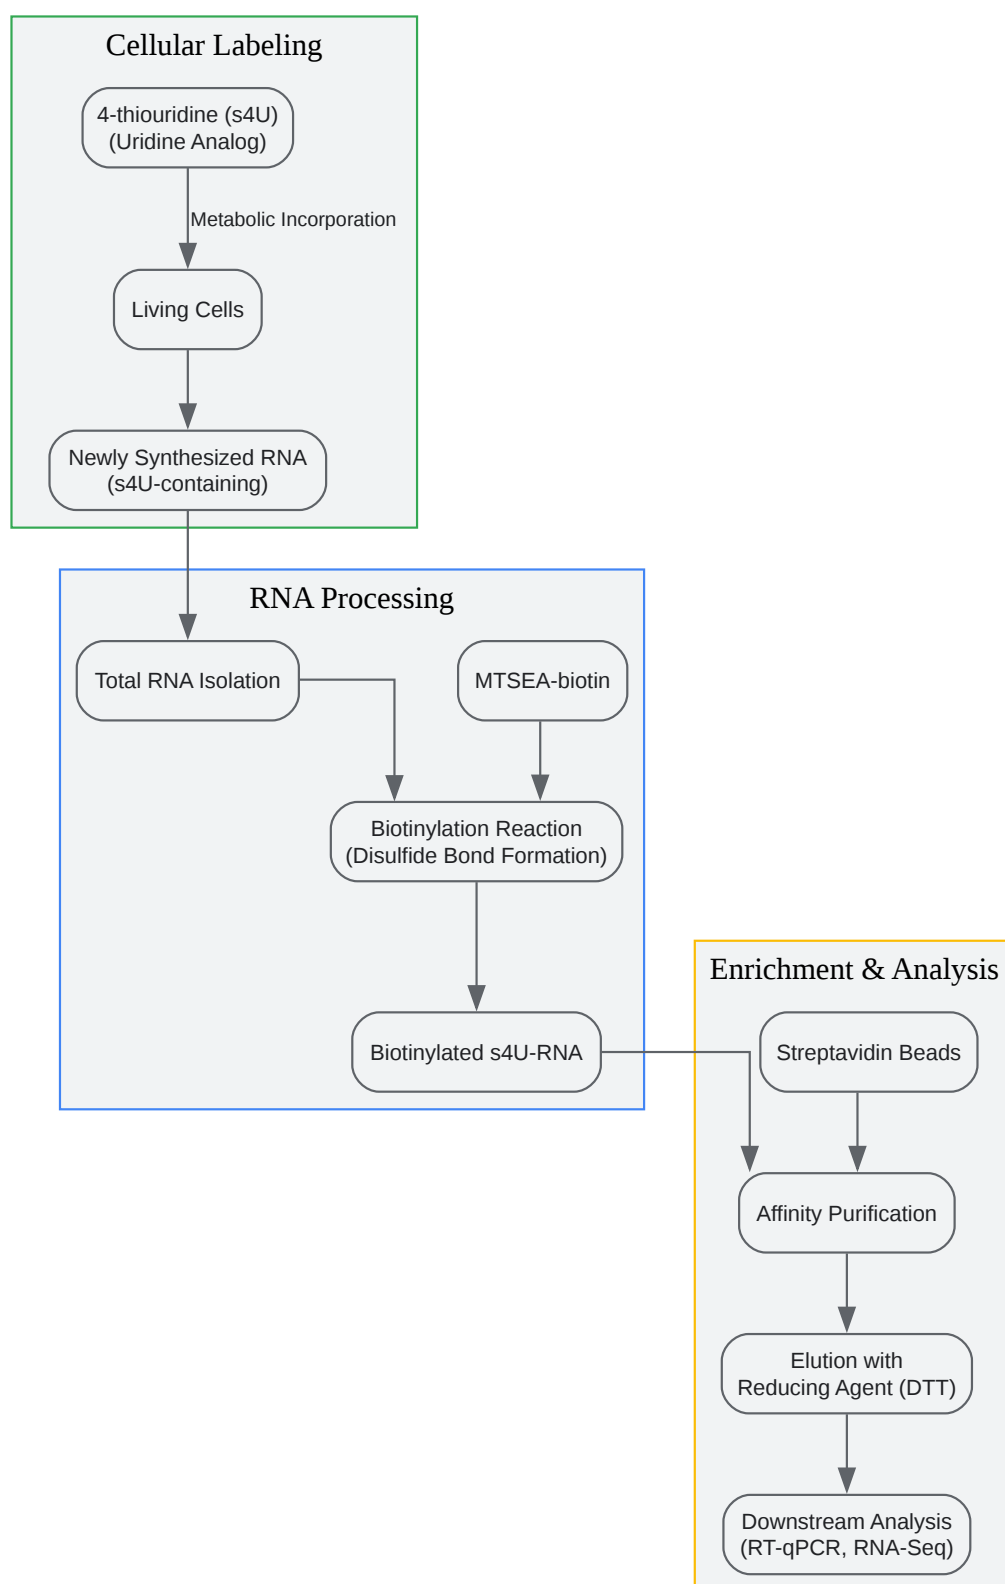 Cellular Labeling
4-thiouridine (s4U)
(Uridine Analog)
Metabolic Incorporation
Living Cells
Newly Synthesized RNA
(s4U-containing)
RNA Processing
Total RNA Isolation
MTSEA-biotin
Biotinylation Reaction
(Disulfide Bond Formation)
Biotinylated s4U-RNA
Enrichment & Analysis
Streptavidin Beads
Affinity Purification
Elution with
Reducing Agent (DTT)
Downstream Analysis
(RT-qPCR, RNA-Seq)